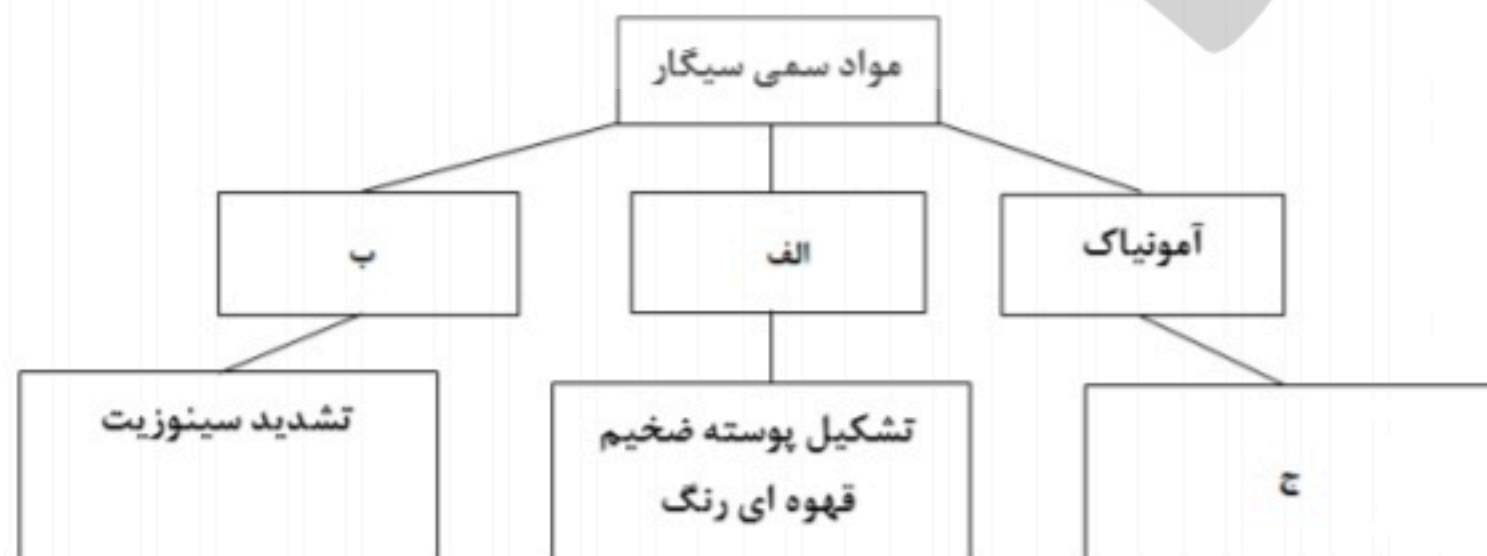 مواد سمی سیگار
آمونیاک
الف
ب
ج
تشکیل پوسته ضخیم
قهوه ای رنگ
تشدید سینوزیت